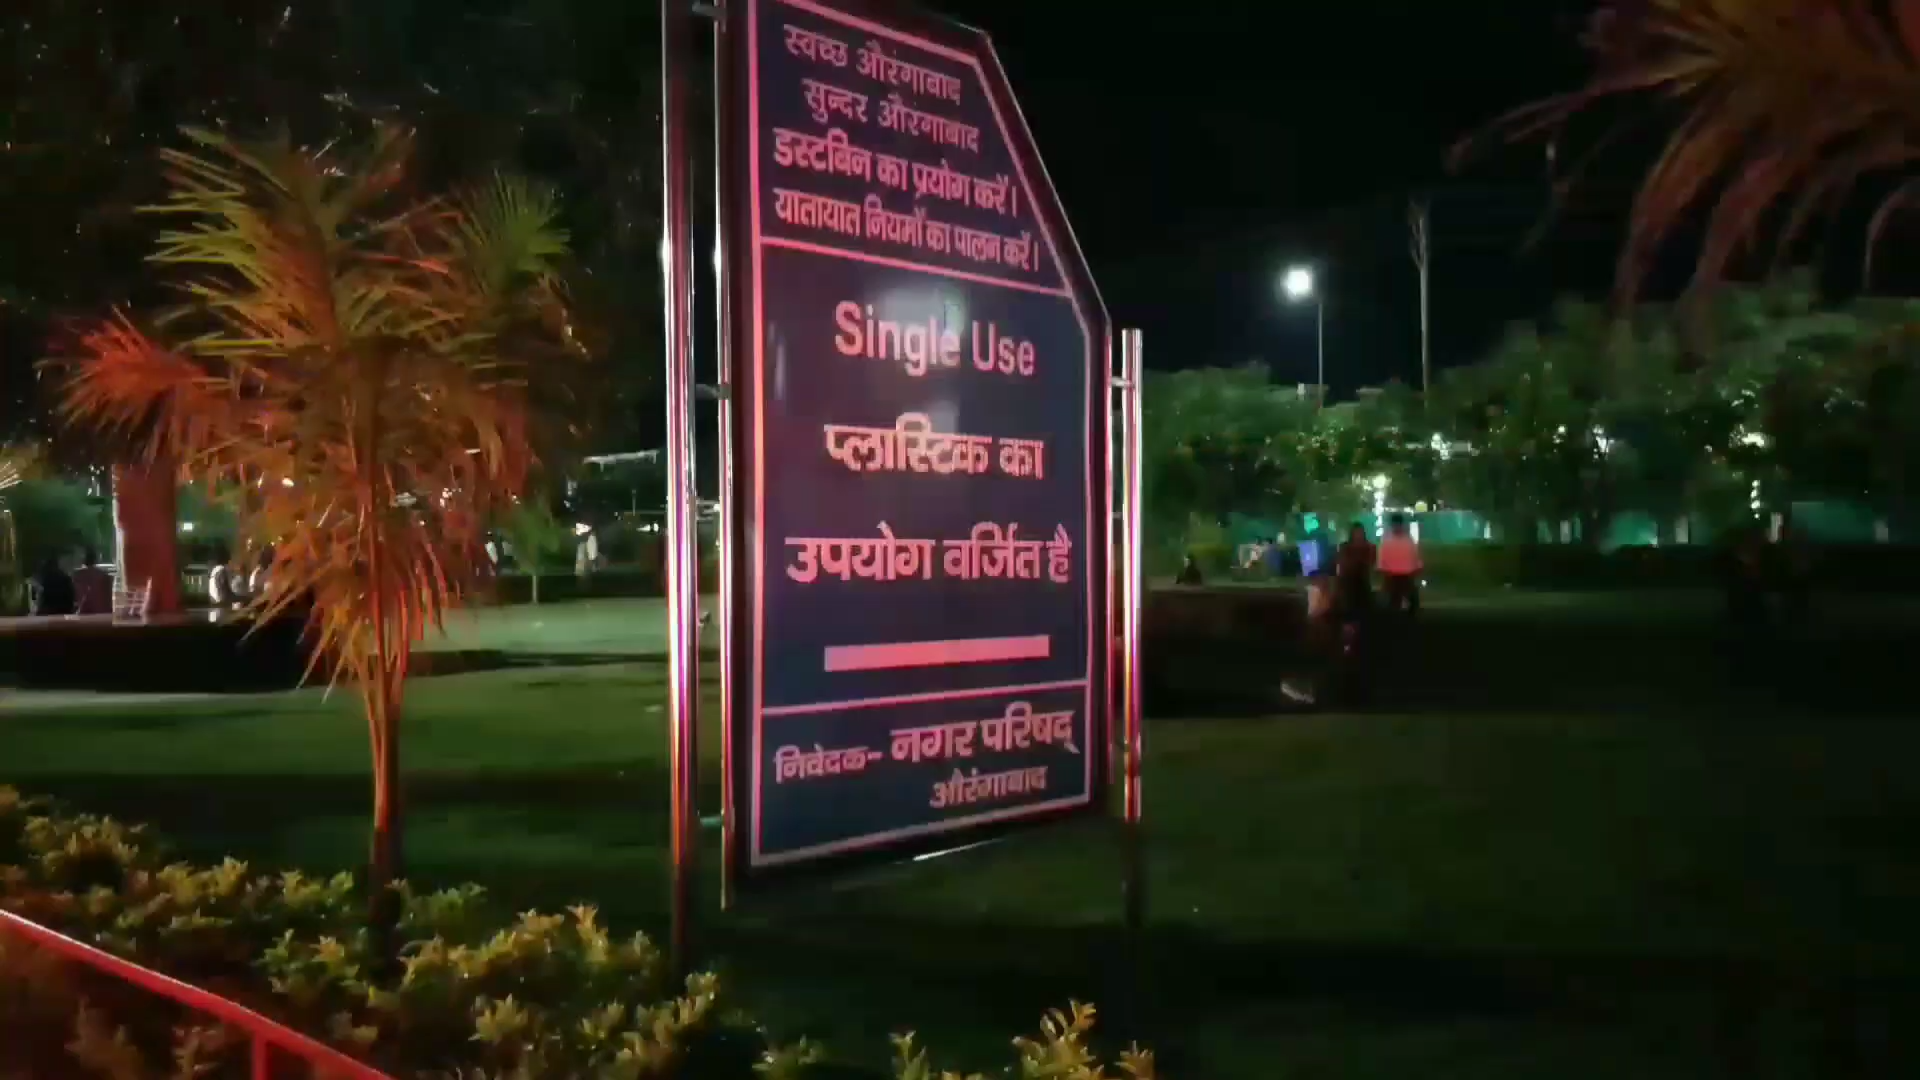 स्वच्छ औरंगाबाद
सुन्दर औरंगाबाद
डस्टबिन का प्रयोग करें।
यातायात नियमों का पालन करें।
Single Use
प्लास्टिक का
उपयोग वर्जित है
निवेदक- नगर परिषद्
औरंगाबाद